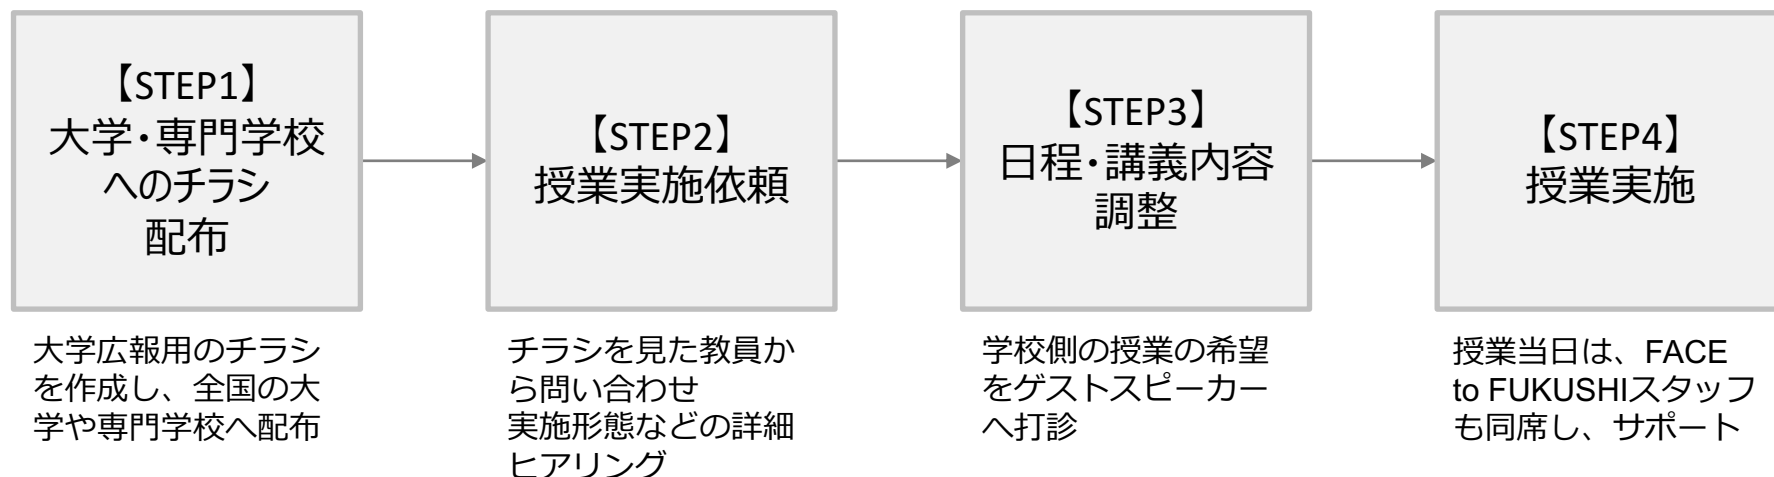 【STEP1】
大学・専門学校
へのチラシ
配布
大学広報用のチラシ
を作成し、全国の大
学や専門学校へ配布
【STEP2】
授業実施依頼
チラシを見た教員か
ら問い合わせ
実施形態などの詳細
ヒアリング
【STEP3】
日程・講義内容
調整
学校側の授業の希望
をゲストスピーカー
へ打診
【STEP4】
授業実施
授業当日は、FACE
to FUKUSHIスタッフ
も同席し、サポート